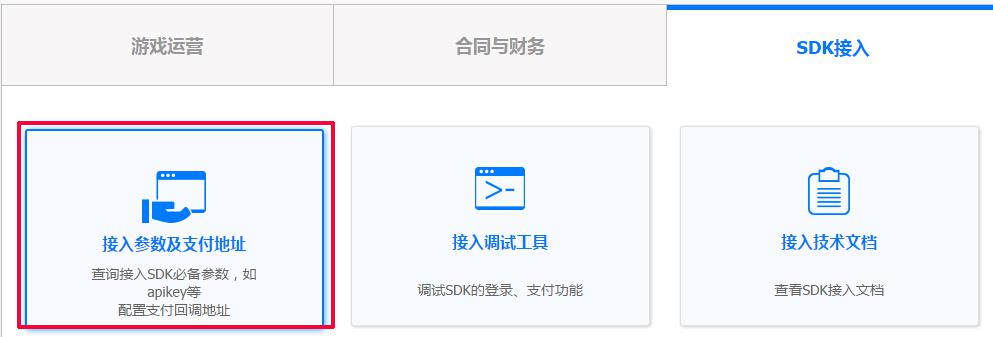 游戏运营
合同与财务
SDK接入
接入参数及支付地址
查询接入SDK必备参数，如
apikey等
配置支付回调地址
接入调试工具
调试SDK的登录、支付功能
接入技术文档
查看SDK接入文档